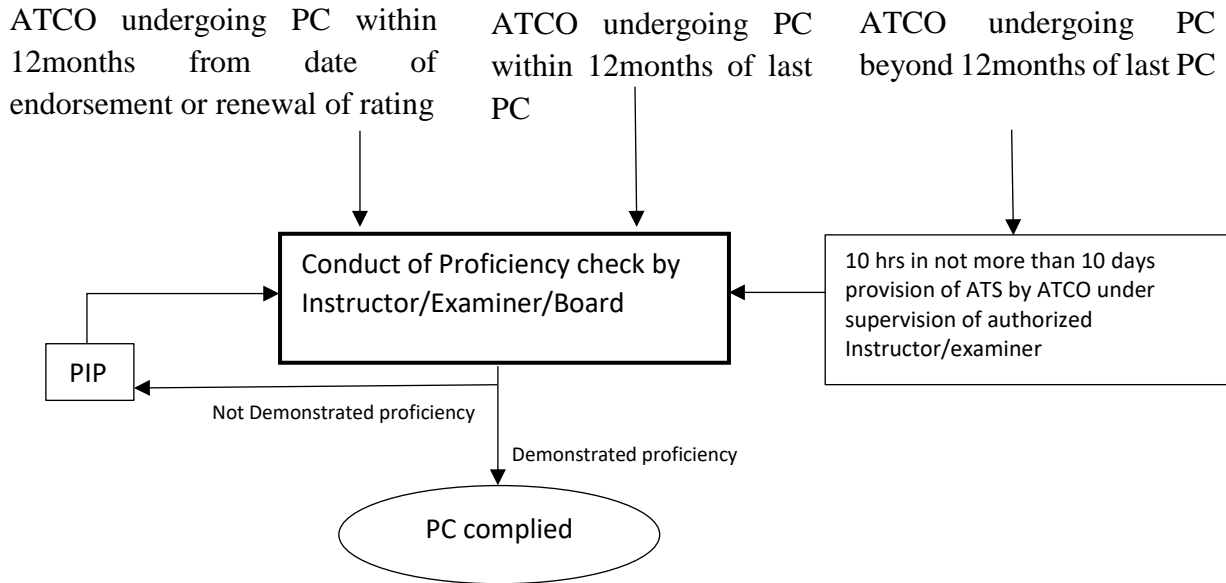 ATCO undergoing PC within
12months from date of
endorsement or renewal of rating
ATCO undergoing PC
within 12months of last
PC
ATCO undergoing PC
beyond 12months of last PC
Conduct of Proficiency check by
Instructor/Examiner/Board
10 hrs in not more than 10 days
provision of ATS by ATCO under
supervision of authorized
Instructor/examiner
PIP
Not Demonstrated proficiency
Demonstrated proficiency
PC complied